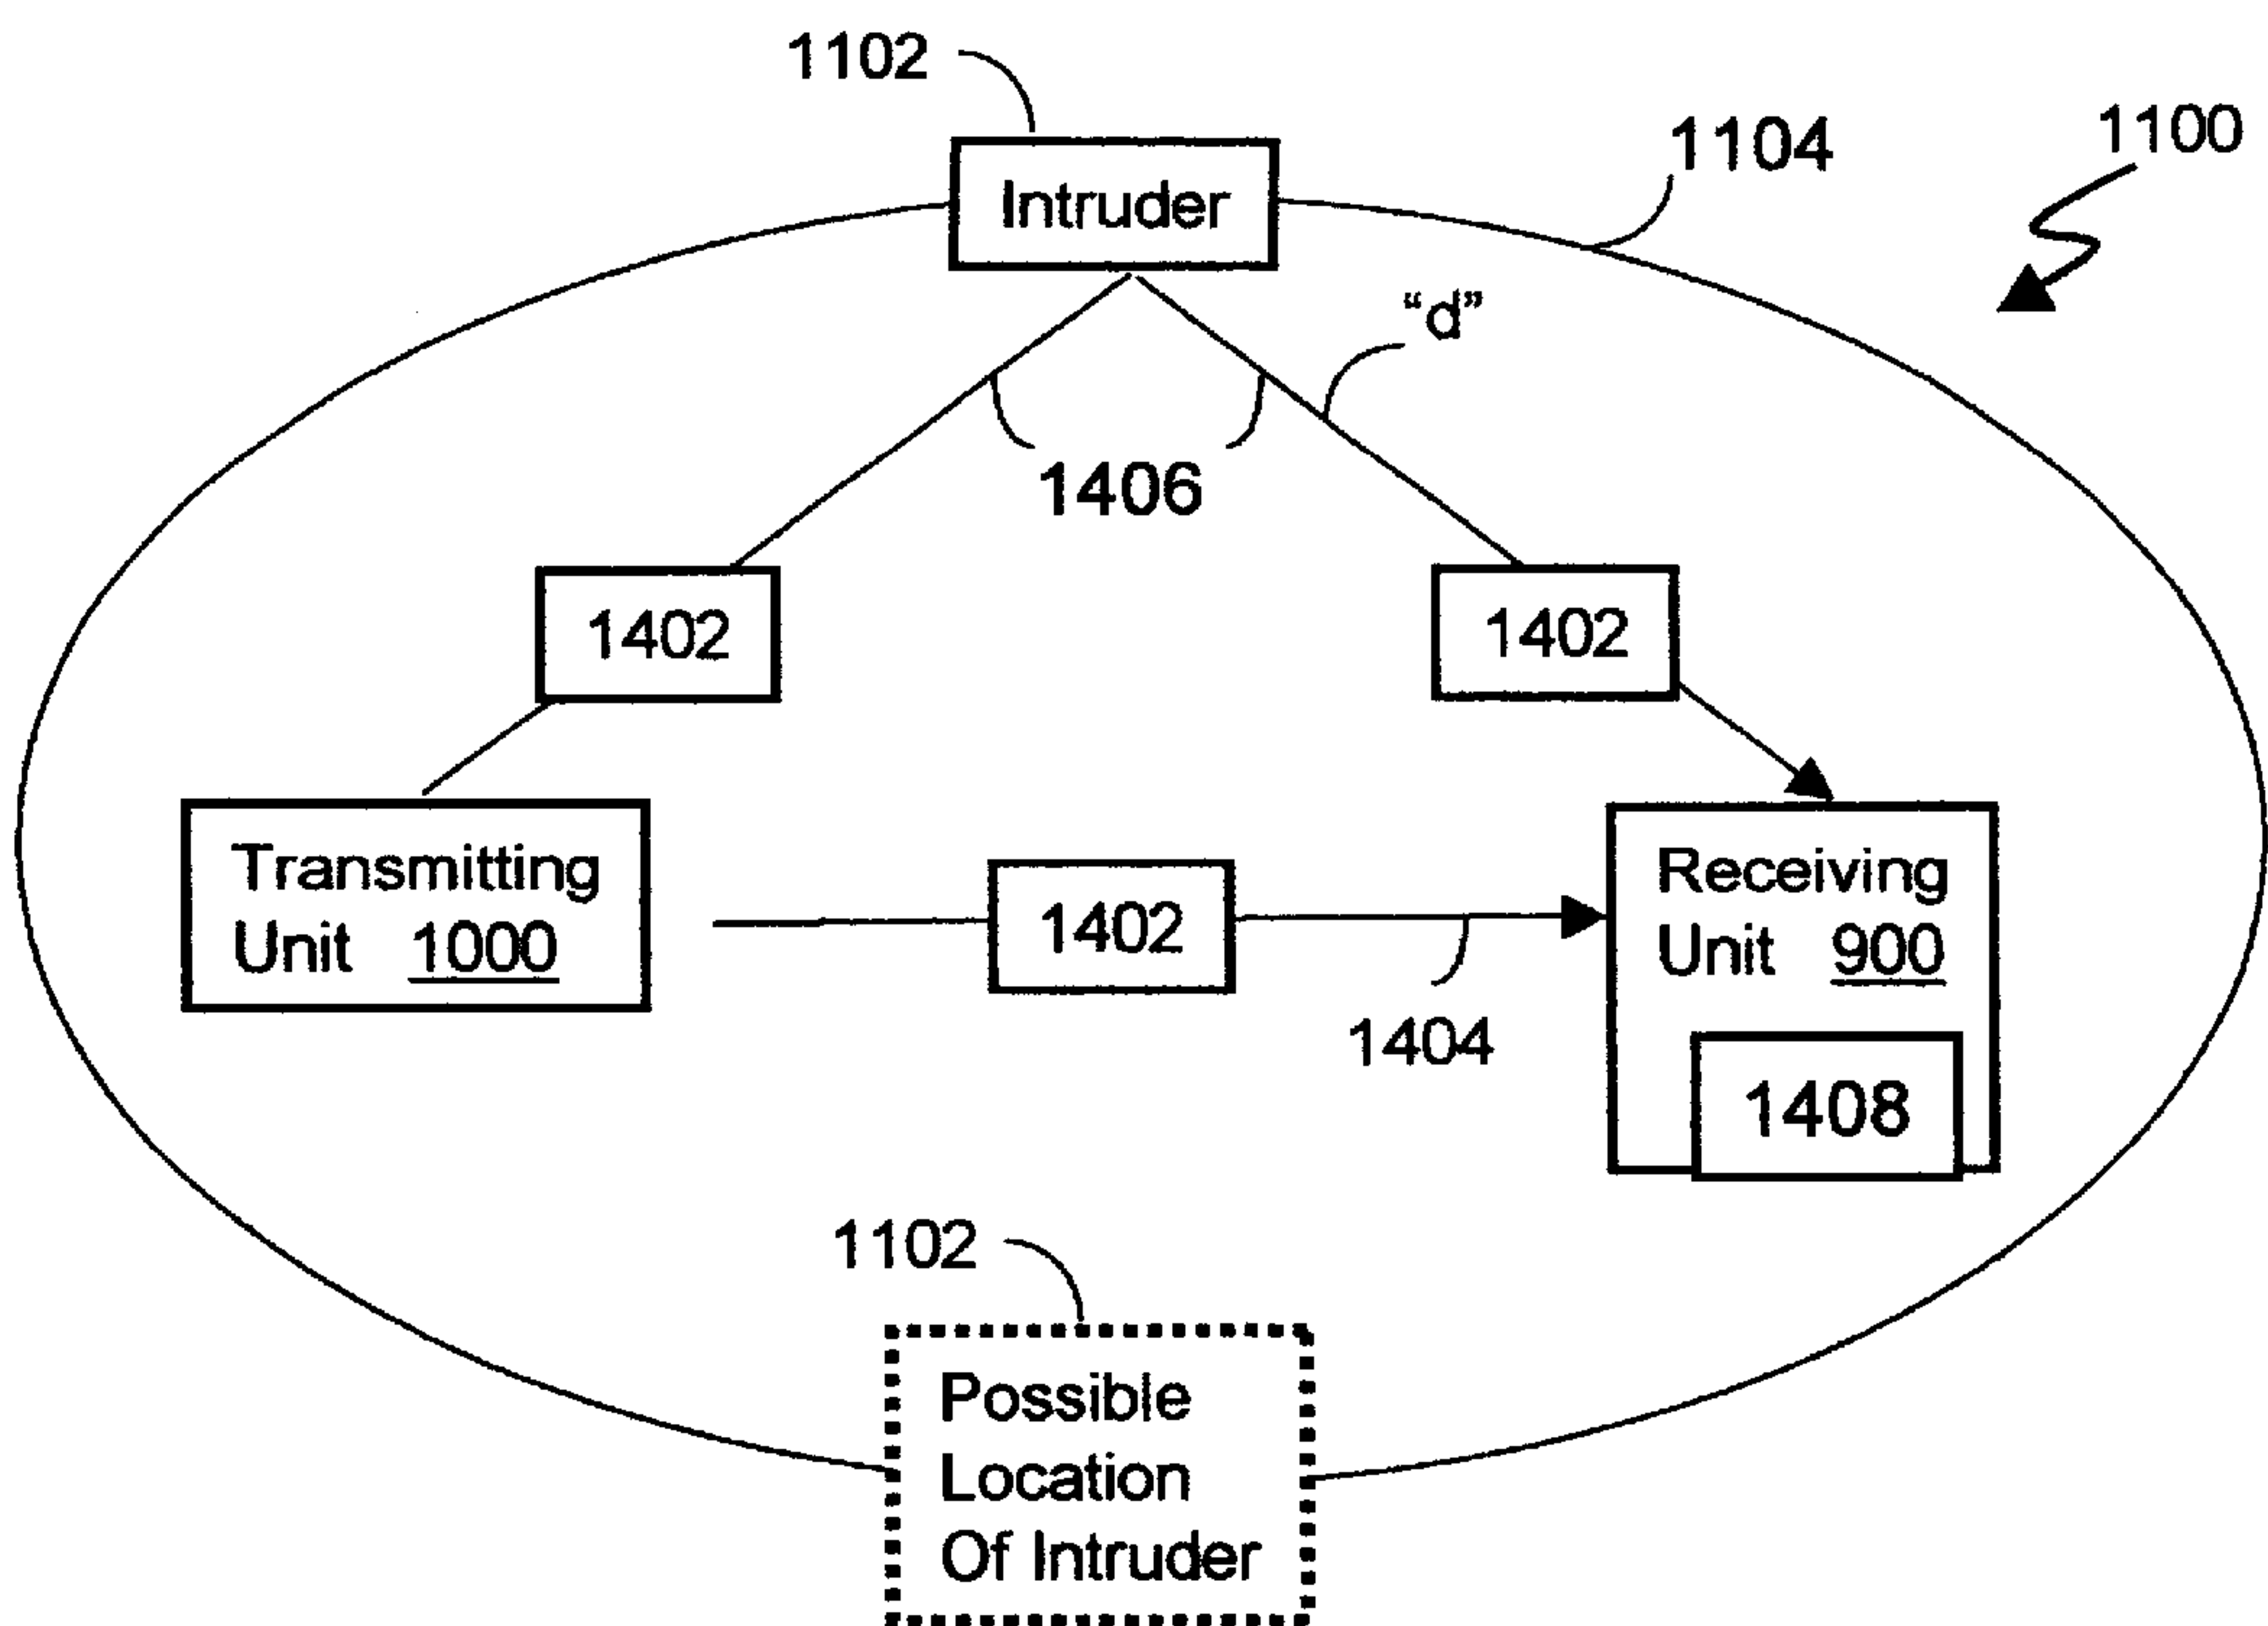 1102
1104
1100
Intruder
“d”
1406
1402
1402
Transmitting
Unit 1000
1402
Receiving
Unit 900
1404
1408
1102
Possible
Location
Of Intruder